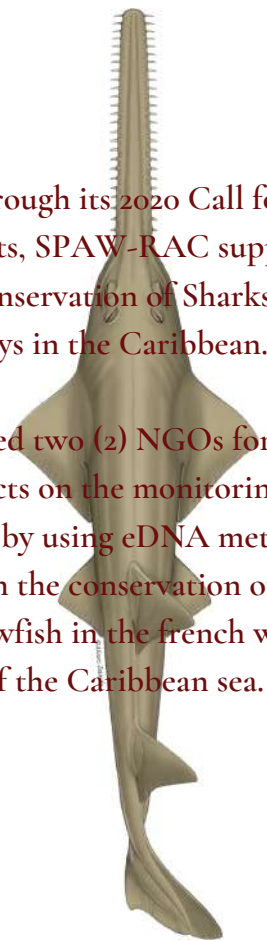 rough its 2020 Call fo
ts, SPAW-RAC supp
nservation of Sharks
ys in the Caribbean.
ed two (2) NGOs for
cts on the monitorin
by using eDNA met
n the conservation o
wfish in the french w
f the Caribbean sea.